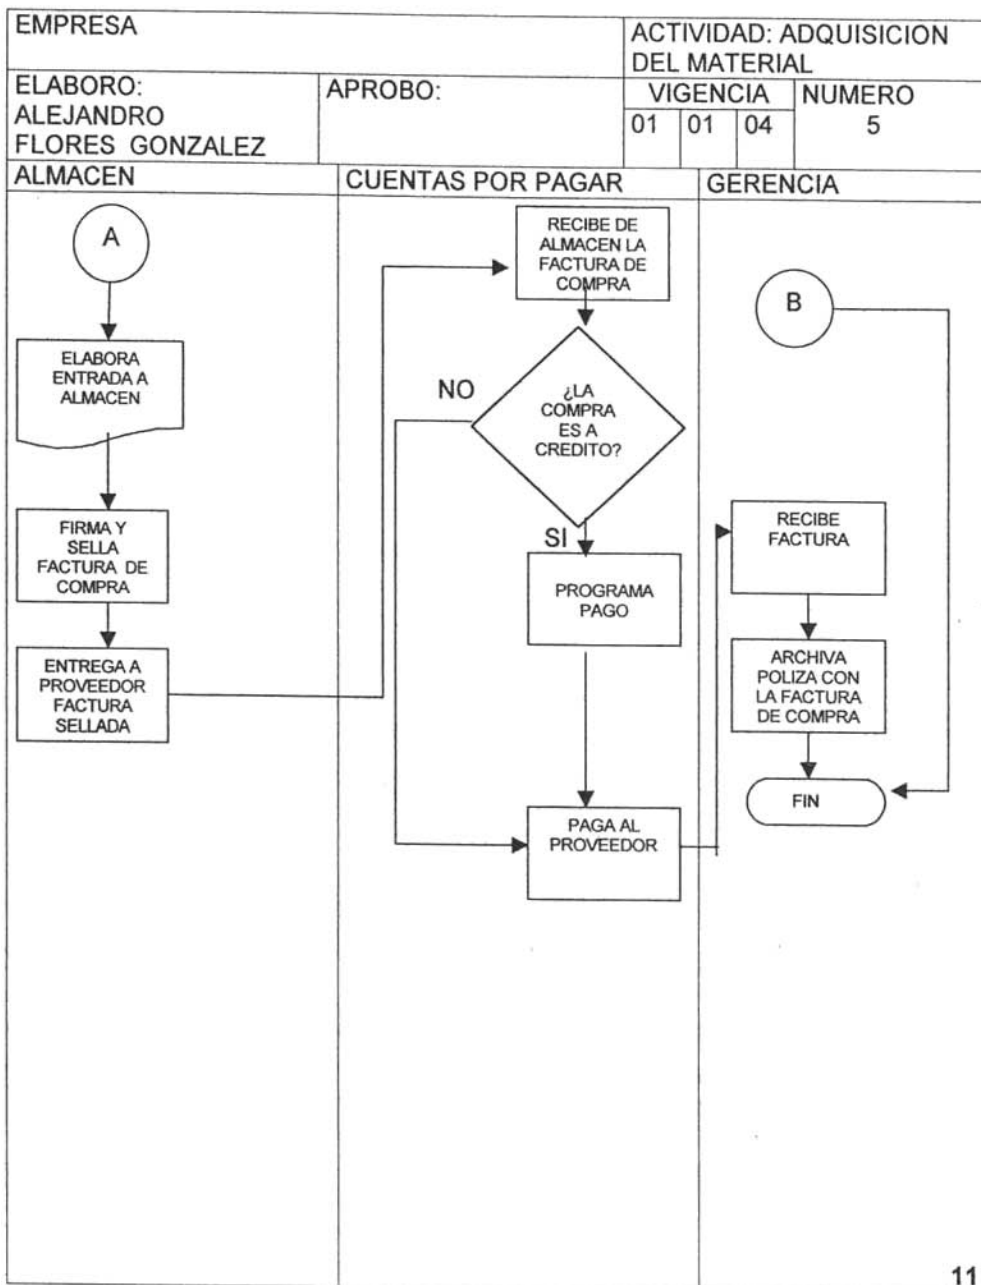 EMPRESA
ACTIVIDAD: ADQUISICION
DEL MATERIAL
ELABORO:
ALEJANDRO
FLORES GONZALEZ
APROBO:
VIGENCIA
01 01 04
NUMERO
5
ALMACEN
CUENTAS POR PAGAR
GERENCIA
A
ELABORA
ENTRADA A
ALMACEN
FIRMA Y
SELLA
FACTURA DE
COMPRA
ENTREGA A
PROVEEDOR
FACTURA
SELLADA
RECIBE DE
ALMACEN LA
FACTURA DE
COMPRA
¿LA
COMPRA
ES A
CREDITO?
NO
SI
PROGRAMA
PAGO
PAGA AL
PROVEEDOR
B
RECIBE
FACTURA
ARCHIVA
POLIZA CON
LA FACTURA
DE COMPRA
FIN
11